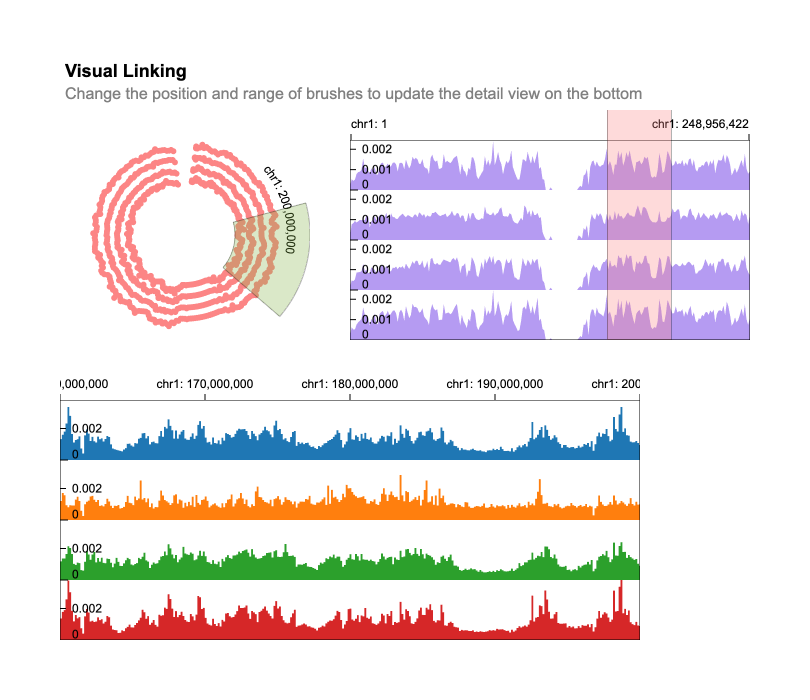 Visual Linking
Change the position and range of brushes to update the detail view on the bottom
chr1: 200,000,000
chr1: 1
chr1: 248,956,422
0.002
0.001
0
0.002
0.001
0
0.002
0.001
0
0.002
0.001
0
0,000,000
chr1: 170,000,000
chr1: 180,000,000
chr1: 190,000,000
chr1: 200
0.002
0
0.002
0
0.002
0
0.002
0